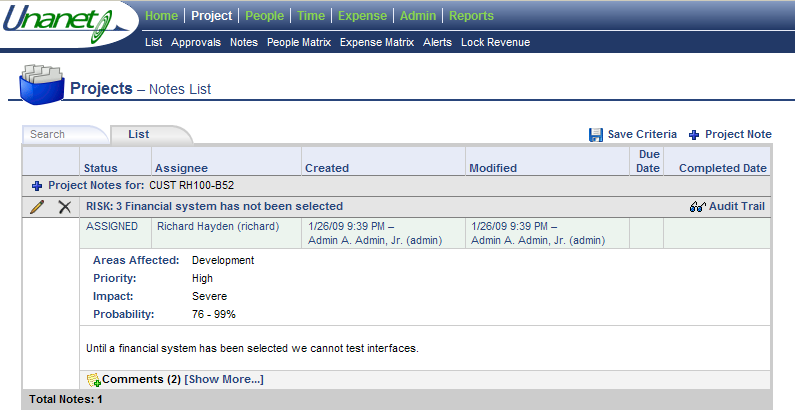 Unanet
Home Project People Time Expense Admin Reports
List Approvals Notes People Matrix Expense Matrix Alerts Lock Revenue
Projects – Notes List
Search List Save Criteria Project Note
Status Assignee Created Modified Due Date Completed Date
Project Notes for: CUST RH100-B52
RISK: 3 Financial system has not been selected Audit Trail
ASSIGNED Richard Hayden (richard) 1/26/09 9:39 PM – 1/26/09 9:39 PM –
Admin A. Admin, Jr. (admin) Admin A. Admin, Jr. (admin)
Areas Affected: Development
Priority: High
Impact: Severe
Probability: 76 - 99%
Until a financial system has been selected we cannot test interfaces.
Comments (2) [Show More...]
Total Notes: 1